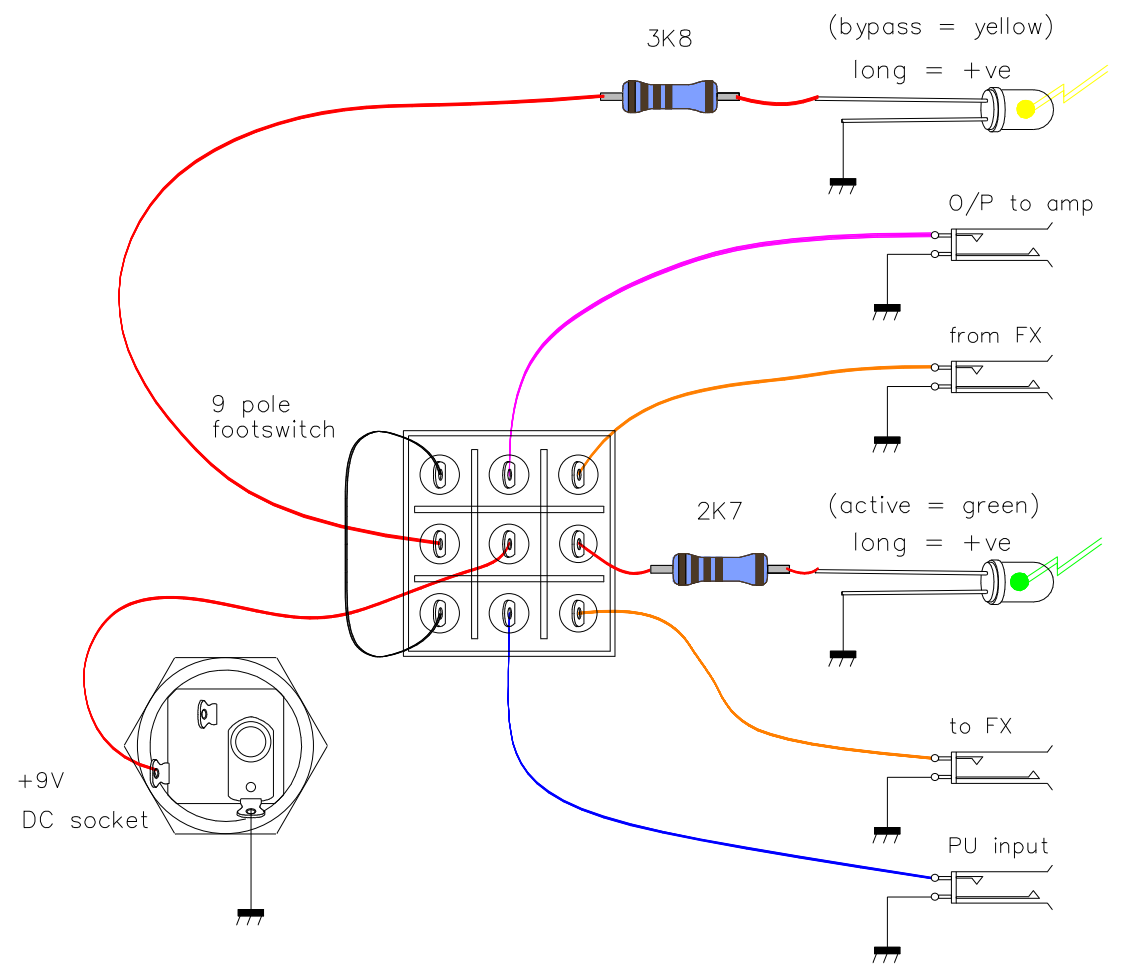 3K8
(bypass = yellow)
long = +ve
O/P to amp
from FX
9 pole
footswitch
2K7
(active = green)
long = +ve
to FX
+9V
DC socket
PU input